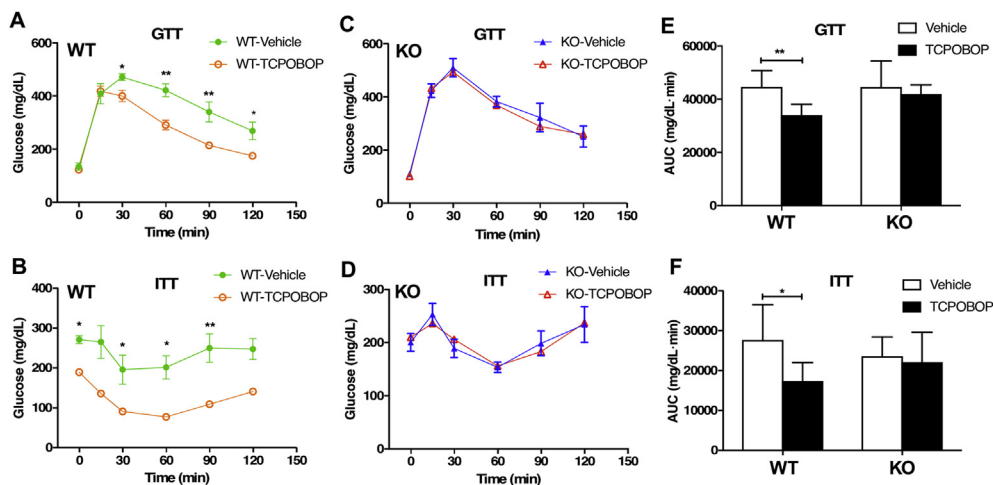 A
GTT
WT
WT-Vehicle
WT-TCPOBOP
Glucose (mg/dL)
600
400
200
0
* ** ** *
0 30 60 90 120 150
Time (min)
C
GTT
KO
KO-Vehicle
KO-TCPOBOP
Glucose (mg/dL)
600
400
200
0
0 30 60 90 120 150
Time (min)
E
GTT
Vehicle
TCPOBOP
AUC (mg/dL·min)
60000
40000
20000
0
**
WT KO
B
ITT
WT
WT-Vehicle
WT-TCPOBOP
Glucose (mg/dL)
400
300
200
100
0
* * * **
0 30 60 90 120 150
Time (min)
D
ITT
KO
KO-Vehicle
KO-TCPOBOP
Glucose (mg/dL)
300
200
100
0
0 30 60 90 120 150
Time (min)
F
ITT
Vehicle
TCPOBOP
AUC (mg/dL·min)
40000
30000
20000
10000
0
*
WT KO